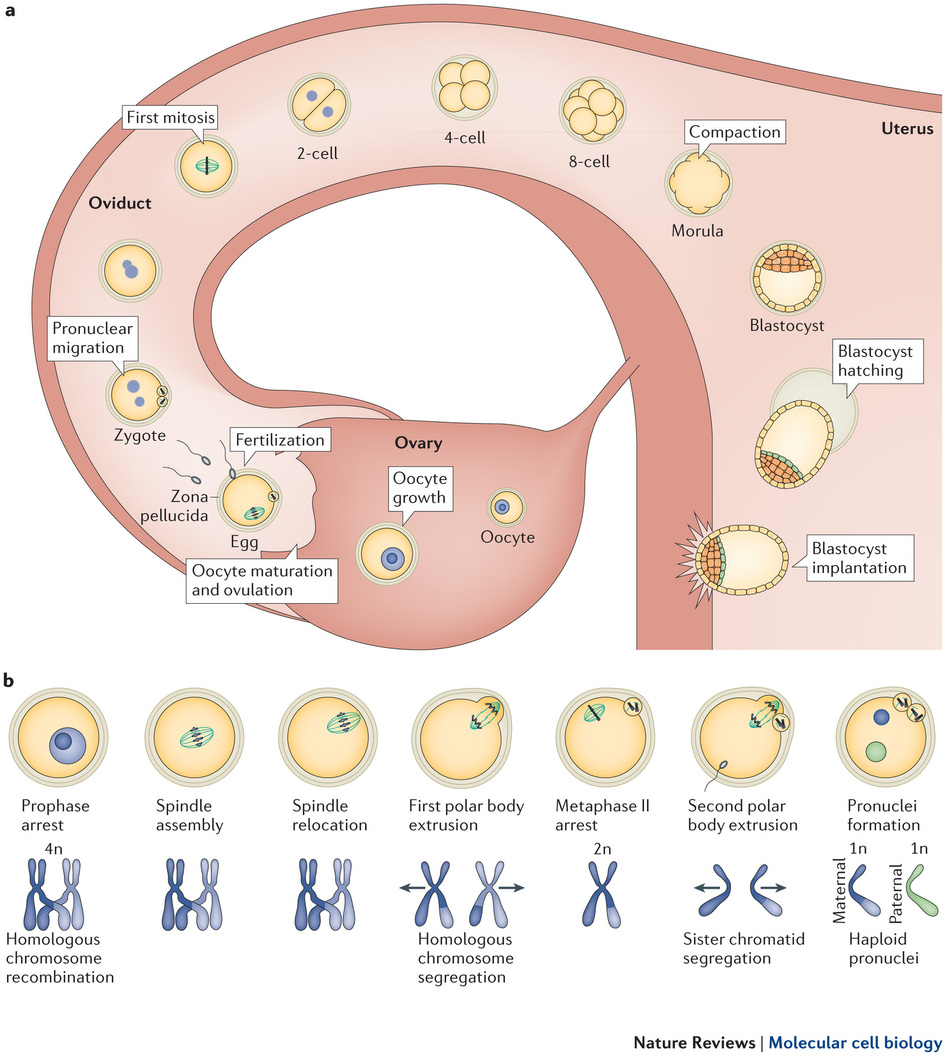 a
First mitosis
2-cell
4-cell
8-cell
Compaction
Uterus
Oviduct
Morula
Blastocyst
Pronuclear
migration
Blastocyst
hatching
Zygote
Fertilization
Ovary
Oocyte
growth
Zona
pellucida
Egg
Oocyte
Oocyte maturation
and ovulation
Blastocyst
implantation
b
Prophase
arrest
Spindle
assembly
Spindle
relocation
First polar body
extrusion
Metaphase II
arrest
Second polar
body extrusion
Pronuclei
formation
4n
2n
1n
1n
Maternal
Paternal
Homologous
chromosome
recombination
Homologous
chromosome
segregation
Sister chromatid
segregation
Haploid
pronuclei
Nature Reviews | Molecular cell biology